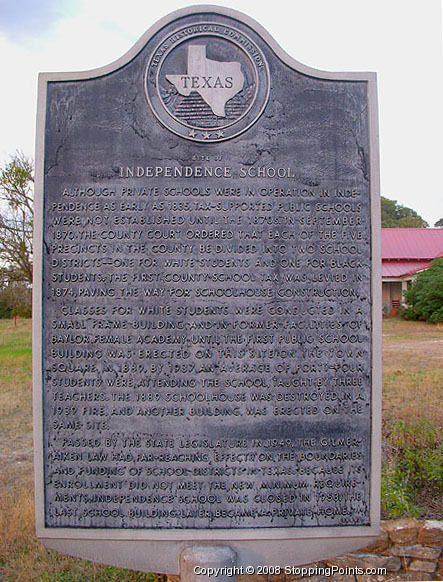 TEXAS HISTORICAL COMMISSION
TEXAS
SITE OF
INDEPENDENCE SCHOOL
ALTHOUGH PRIVATE SCHOOLS WERE IN OPERATION IN INDE-
PENDENCE AS EARLY AS 1835, TAX-SUPPORTED PUBLIC SCHOOLS
WERE NOT ESTABLISHED UNTIL THE 1870S. IN SEPTEMBER
1870, THE COUNTY COURT ORDERED THAT EACH OF THE FIVE
PRECINCTS IN THE COUNTY BE DIVIDED INTO TWO SCHOOL
DISTRICTS—ONE FOR WHITE STUDENTS AND ONE FOR BLACK
STUDENTS. THE FIRST COUNTY SCHOOL TAX WAS LEVIED IN
1874, PAVING THE WAY FOR SCHOOLHOUSE CONSTRUCTION.
CLASSES FOR WHITE STUDENTS WERE CONDUCTED IN A
SMALL FRAME BUILDING AND IN FORMER FACILITIES OF
BAYLOR FEMALE ACADEMY UNTIL THE FIRST PUBLIC SCHOOL
BUILDING WAS ERECTED ON THIS SITE ON THE TOWN
SQUARE IN 1889. BY 1937 AN AVERAGE OF FORTY-FOUR
STUDENTS WERE ATTENDING THE SCHOOL, TAUGHT BY THREE
TEACHERS. THE 1889 SCHOOLHOUSE WAS DESTROYED IN A
1939 FIRE, AND ANOTHER BUILDING WAS ERECTED ON THE
SAME SITE.
PASSED BY THE STATE LEGISLATURE IN 1949, THE GILMER-
AIKEN LAW HAD FAR-REACHING EFFECTS ON THE BOUNDARIES
AND FUNDING OF SCHOOL DISTRICTS IN TEXAS. BECAUSE ITS
ENROLLMENT DID NOT MEET THE NEW MINIMUM REQUIRE-
MENTS, INDEPENDENCE SCHOOL WAS CLOSED IN 1951. THE
LAST SCHOOL BUILDING LATER BECAME A PRIVATE HOME.
Copyright © 2008 StoppingPoints.com